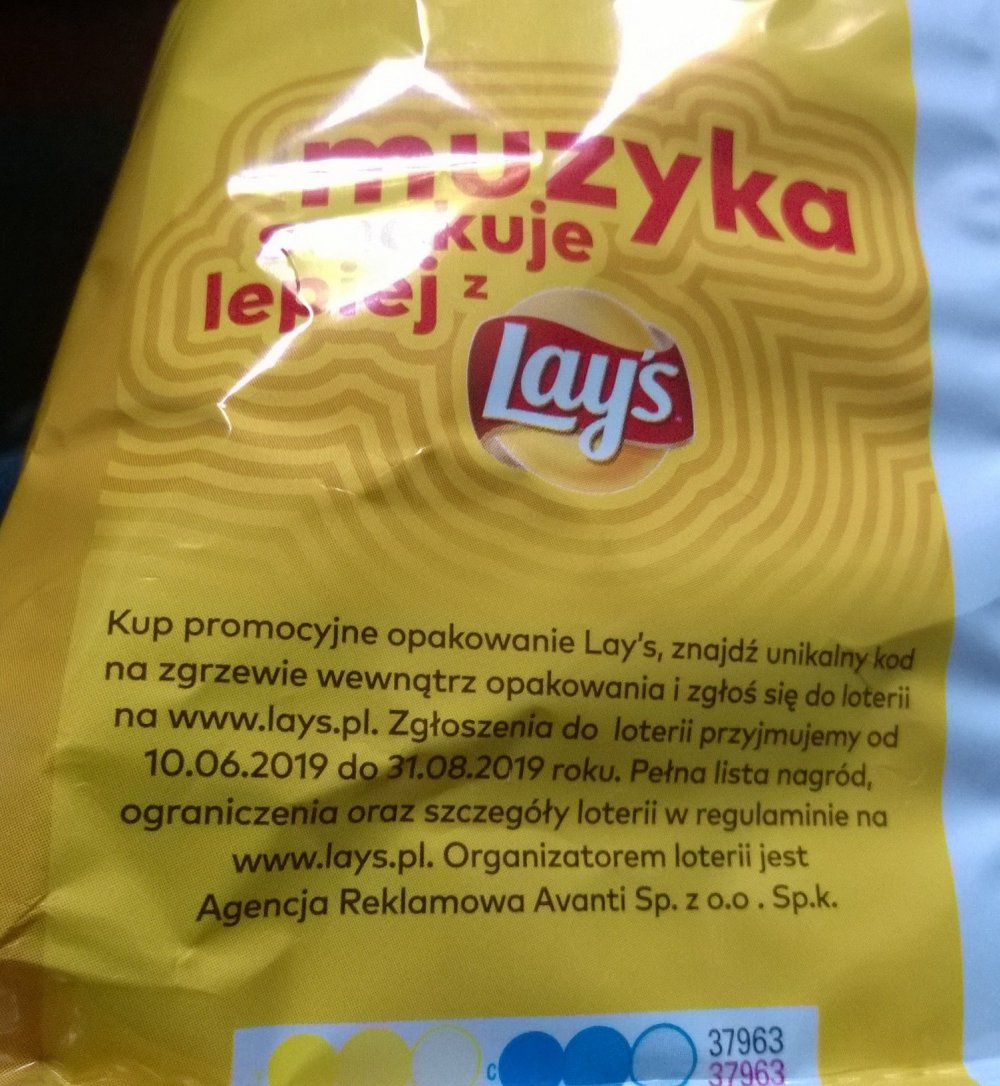 muzyka
smakuje
lepiej z
Lay's
Kup promocyjne opakowanie Lay's, znajdź unikalny kod
na zgrzewie wewnątrz opakowania i zgłoś się do loterii
na www.lays.pl. Zgłoszenia do loterii przyjmujemy od
10.06.2019 do 31.08.2019 roku. Pełna lista nagród,
ograniczenia oraz szczegóły loterii w regulaminie na
www.lays.pl. Organizatorem loterii jest
Agencja Reklamowa Avanti Sp. z o.o . Sp.k.
37963
C
37963